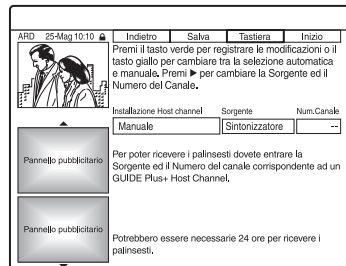 ARD 25-Mag 10:10
Indietro Salva Tastiera Inizio
Premi il tasto verde per registrare le modificazioni o il
tasto giallo per cambiare tra la selezione automatica
e manuale. Premi ▶ per cambiare la Sorgente ed il
Numero del Canale.
Installazione Host channel Sorgente Num.Canale
Manuale Sintonizzatore --
Pannello pubblicitario
Per poter ricevere i palinsesti dovete entrare la
Sorgente ed il Numero del canale corrispondente ad un
GUIDE Plus+ Host Channel.
Pannello pubblicitario
Potrebbero essere necessarie 24 ore per ricevere i
palinsesti.